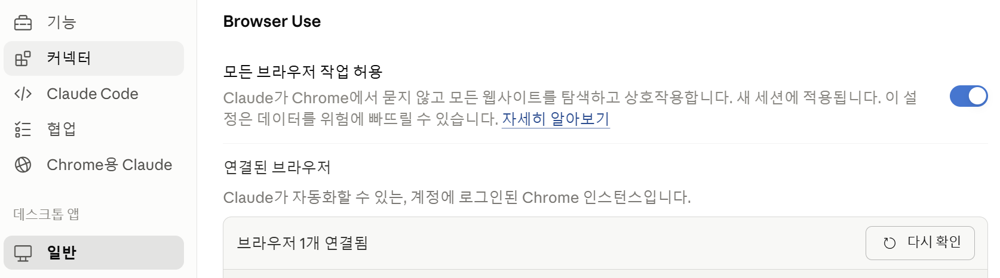 기능
커넥터
Claude Code
협업
Chrome용 Claude
데스크톱 앱
일반
Browser Use
모든 브라우저 작업 허용
Claude가 Chrome에서 묻지 않고 모든 웹사이트를 탐색하고 상호작용합니다. 새 세션에 적용됩니다. 이 설
정은 데이터를 위험에 빠뜨릴 수 있습니다. 자세히 알아보기
연결된 브라우저
Claude가 자동화할 수 있는, 계정에 로그인된 Chrome 인스턴스입니다.
브라우저 1개 연결됨
다시 확인